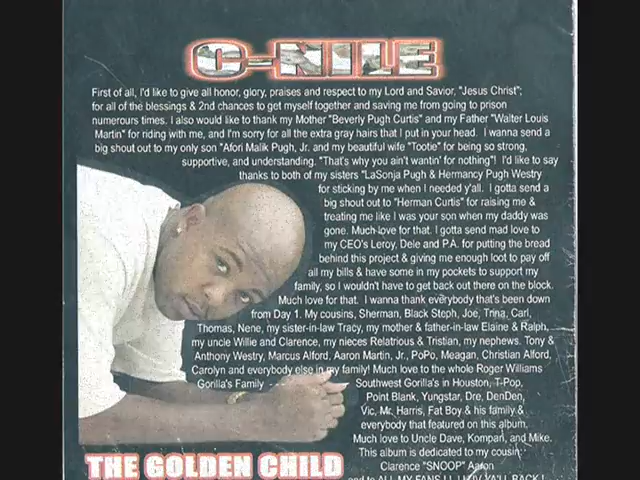 C-NILE
First of all, I'd like to give all honor, glory, praises and respect to my Lord and Savior, "Jesus Christ";
for all of the blessings & 2nd chances to get myself together and saving me from going to prison
numerours times. I also would like to thank my Mother "Beverly Pugh Curtis" and my Father "Walter Louis
Martin" for riding with me, and I'm sorry for all the extra gray hairs that I put in your head. I wanna send a
big shout out to my only son "Afori Malik Pugh, Jr. and my beautiful wife "Tootie" for being so strong,
supportive, and understanding. "That's why you ain't wantin' for nothing"! I'd like to say
thanks to both of my sisters "LaSonja Pugh & Hermancy Pugh Westry
for sticking by me when I needed y'all. I gotta send a
big shout out to "Herman Curtis" for raising me &
treating me like I was your son when my daddy was
gone. Much love for that. I gotta send mad love to
my CEO's Leroy, Dele and P.A. for putting the bread
behind this project & giving me enough loot to pay off
all my bills & have some in my pockets to support my
family, so I wouldn't have to get back out there on the block.
Much love for that. I wanna thank everybody that's been down
from Day 1. My cousins, Sherman, Black Steph, Joe, Trina, Carl,
Thomas, Nene, my sister-in-law Tracy, my mother & father-in-law Elaine & Ralph,
my uncle Willie and Clarence, my nieces Relatrious & Tristian, my nephews. Tony &
Anthony Westry, Marcus Alford, Aaron Martin, Jr., PoPo, Meagan, Christian Alford,
Carolyn and everybody else in my family! Much love to the whole Roger Williams
Gorilla's Family - - - - Southwest Gorilla's in Houston, T-Pop,
Point Blank, Yungstar, Dre, DenDen,
Vic, Mr. Harris, Fat Boy & his family &
everybody that featured on this album.
Much love to Uncle Dave, Kompan, and Mike.
This album is dedicated to my cousin:
Clarence "SNOOP" Aaron
and to ALL MY FANS I LUV YA'LL BACK !
THE GOLDEN CHILD